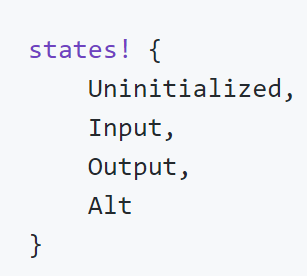 states! {
    Uninitialized,
    Input,
    Output,
    Alt
}